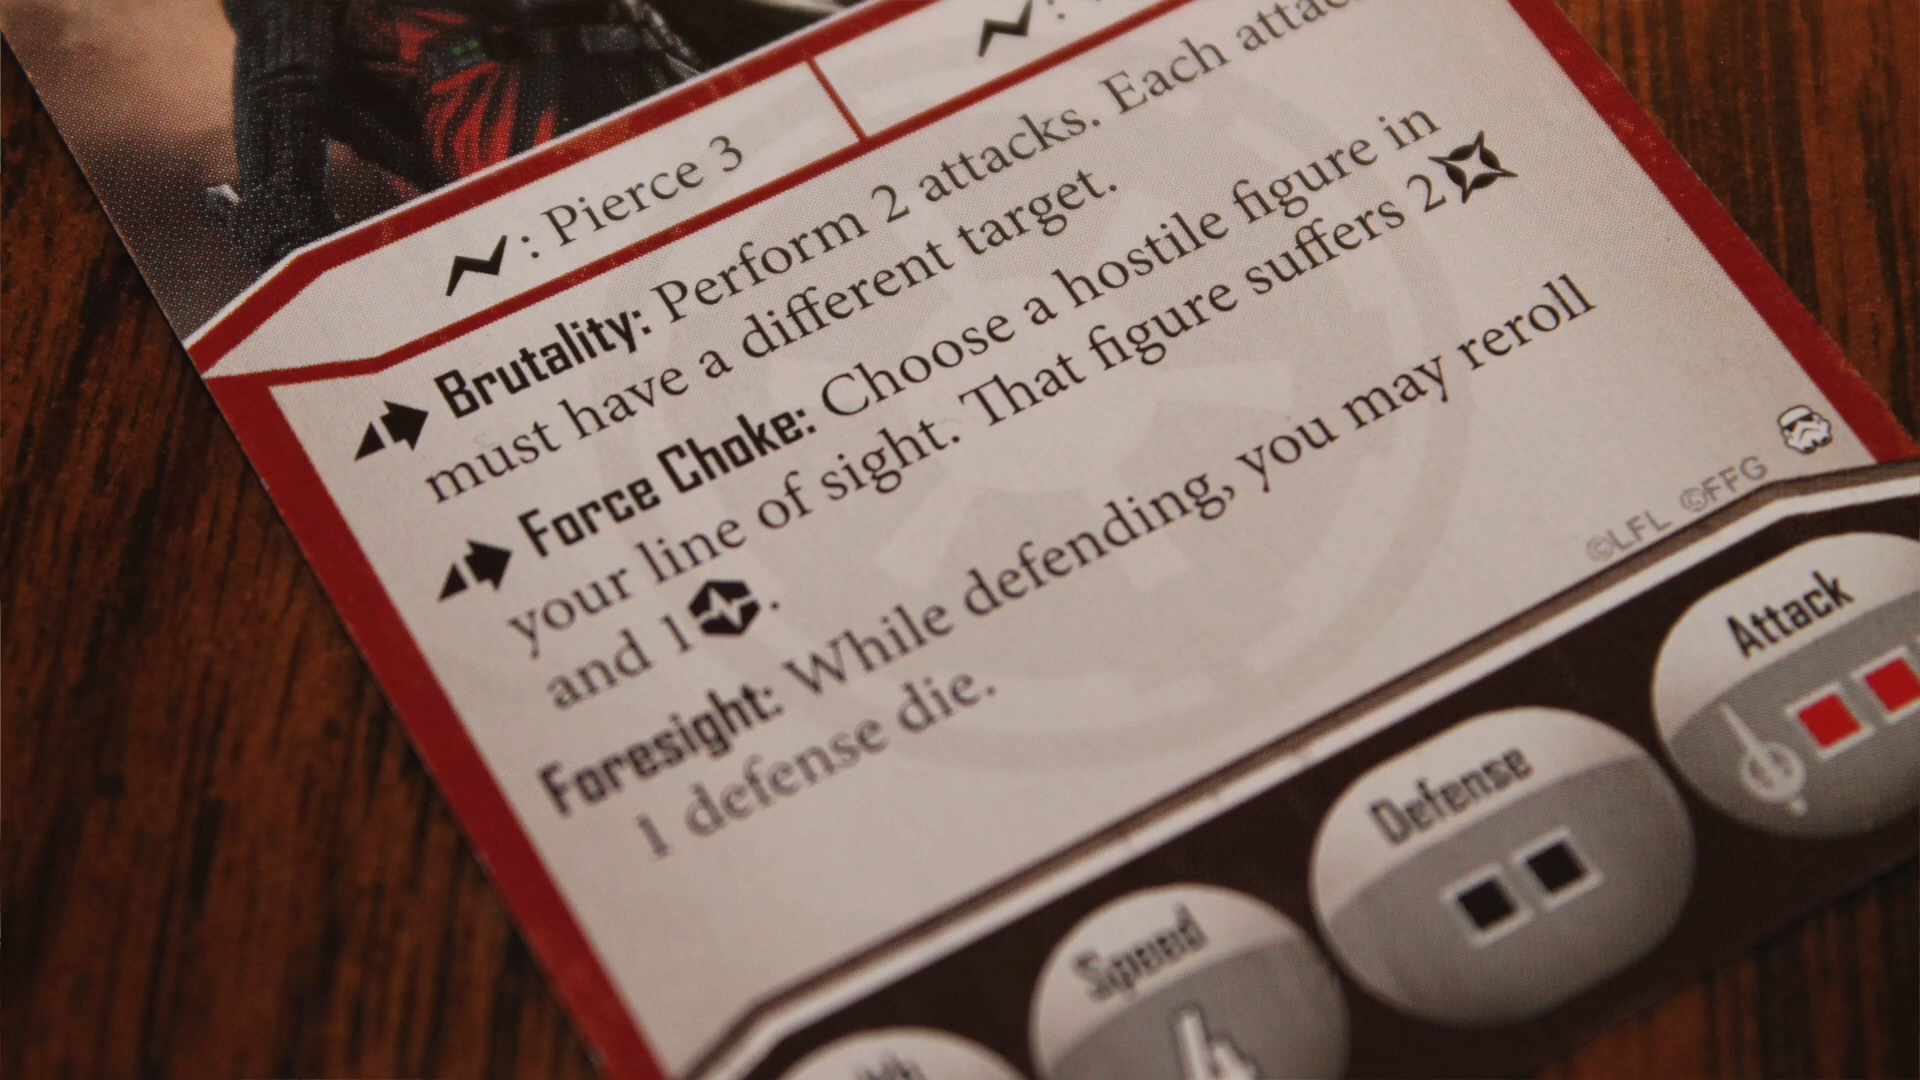 : Pierce 3
:
Brutality: Perform 2 attacks. Each
must have a different target.
Force Choke: Choose a hostile figure in
your line of sight. That figure suffers 2
and 1 .
Foresight: While defending, you may reroll
1 defense die.
©LFL ©FFG
Attack
Defense
Speed